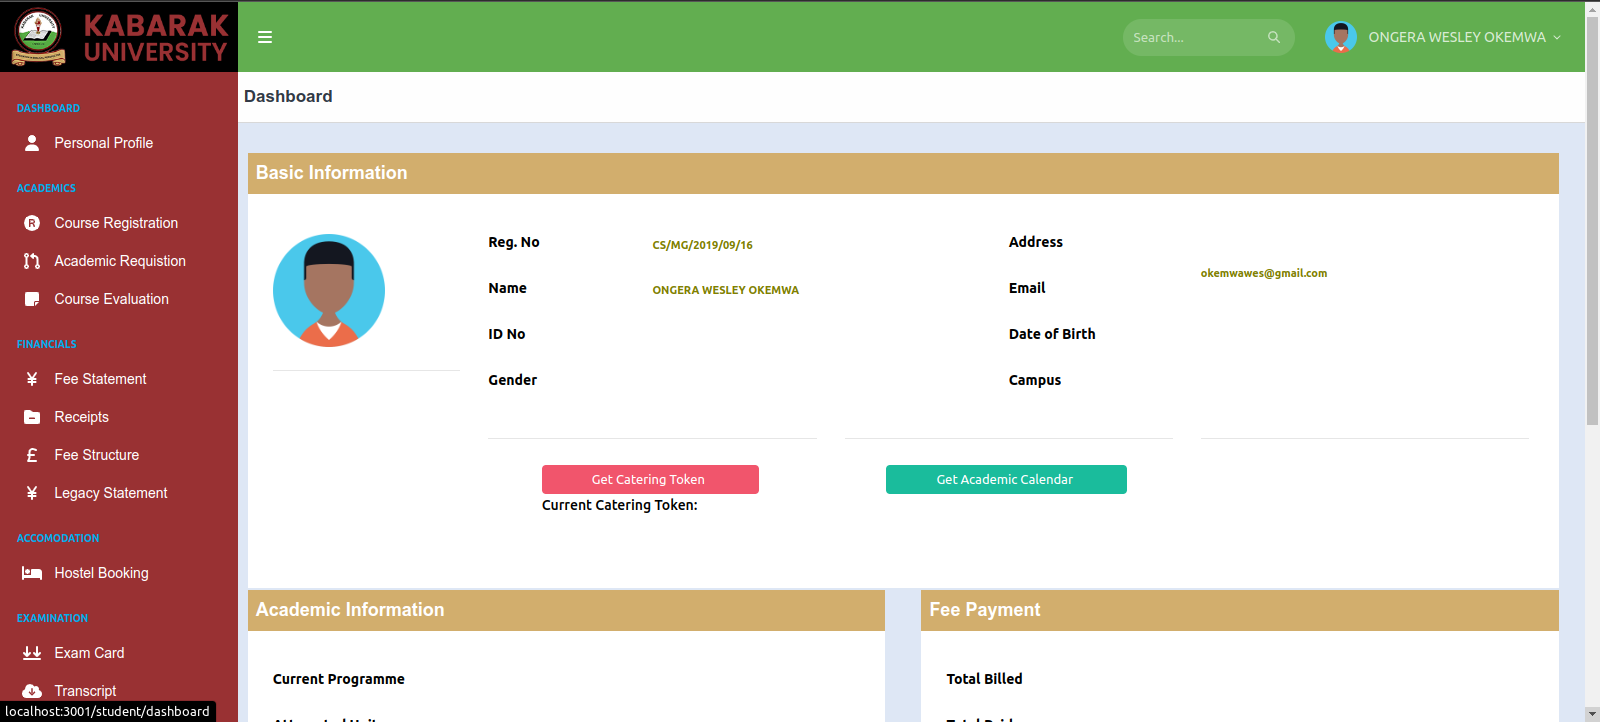 KABARAK
UNIVERSITY
Search...
ONGERA WESLEY OKEMWA
DASHBOARD
Personal Profile
ACADEMICS
Course Registration
Academic Requistion
Course Evaluation
FINANCIALS
Fee Statement
Receipts
Fee Structure
Legacy Statement
ACCOMODATION
Hostel Booking
EXAMINATION
Exam Card
Transcript
localhost:3001/student/dashboard
Dashboard
Basic Information
Reg. No
CS/MG/2019/09/16
Name
ONGERA WESLEY OKEMWA
ID No
Gender
Address
okemwawes@gmail.com
Email
Date of Birth
Campus
Get Catering Token
Current Catering Token:
Get Academic Calendar
Academic Information
Current Programme
Fee Payment
Total Billed